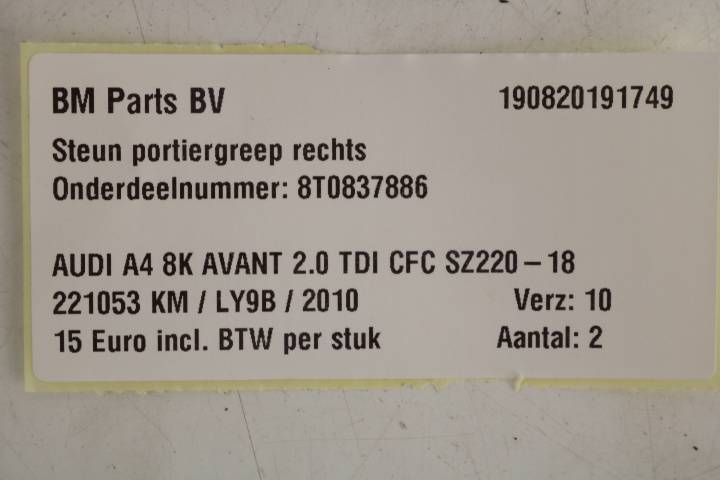 BM Parts BV 190820191749
Steun portiergreep rechts
Onderdeelnummer: 8T0837886
AUDI A4 8K AVANT 2.0 TDI CFC SZ220-18
221053 KM / LY9B / 2010 Verz: 10
15 Euro incl. BTW per stuk Aantal: 2